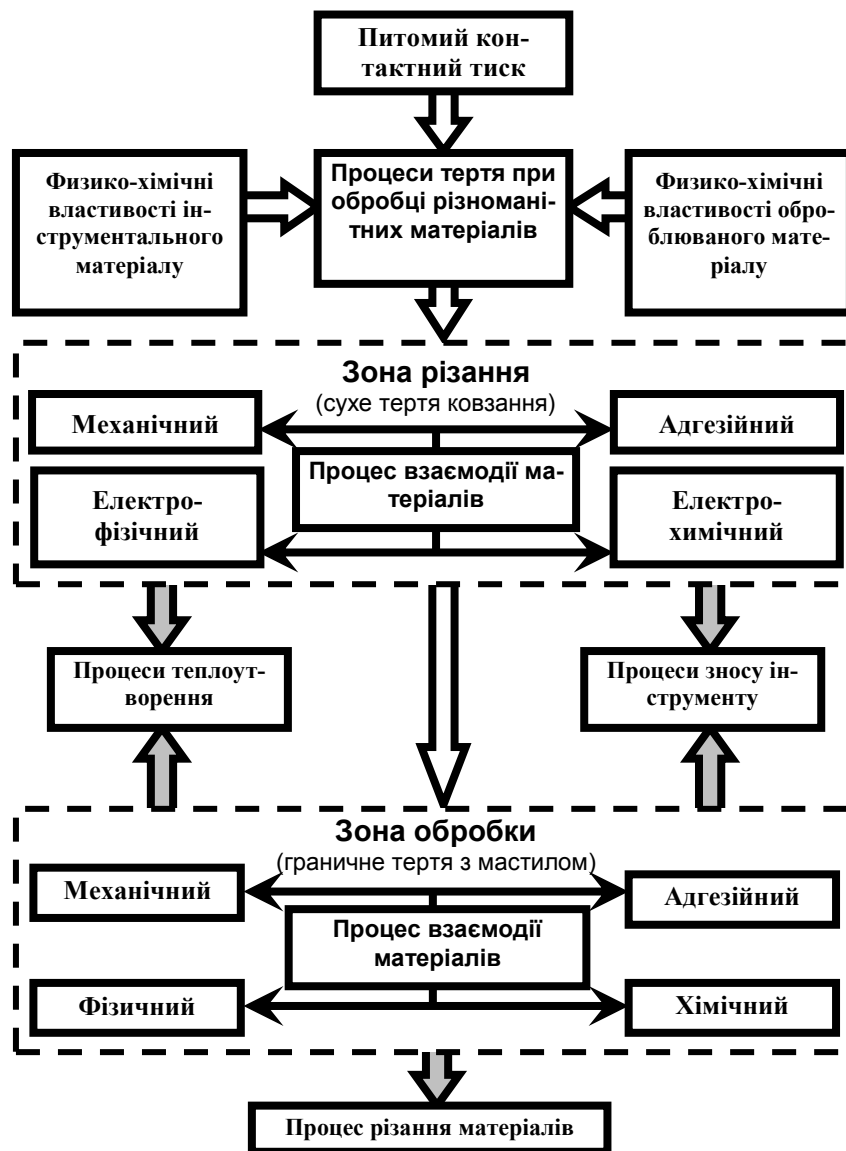 Питомий кон-
тактний тиск
Физико-хімічні
властивості ін-
струментального
матеріалу
Процеси тертя при
обробці різномані-
тних матеріалів
Физико-хімічні
властивості обро-
блюваного мате-
ріалу
Зона різання
(сухе тертя ковзання)
Механічний
Адгезійний
Процес взаємодії ма-
теріалів
Електро-
фізічний
Електро-
химічний
Процеси теплоут-
ворення
Процеси зносу ін-
струменту
Зона обробки
(граничне тертя з мастилом)
Механічний
Адгезійний
Процес взаємодії
матеріалів
Фізичний
Хімічний
Процес різання матеріалів